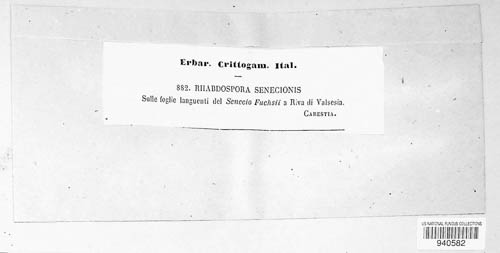 Erbar. Crittogam. Ital.
882. RHABDOSPORA SENECIONIS
Sulle foglie languenti del Senecio Fuchsii a Riva di Valsesia.
CARESTIA.
US NATIONAL FUNGUS COLLECTIONS
940582